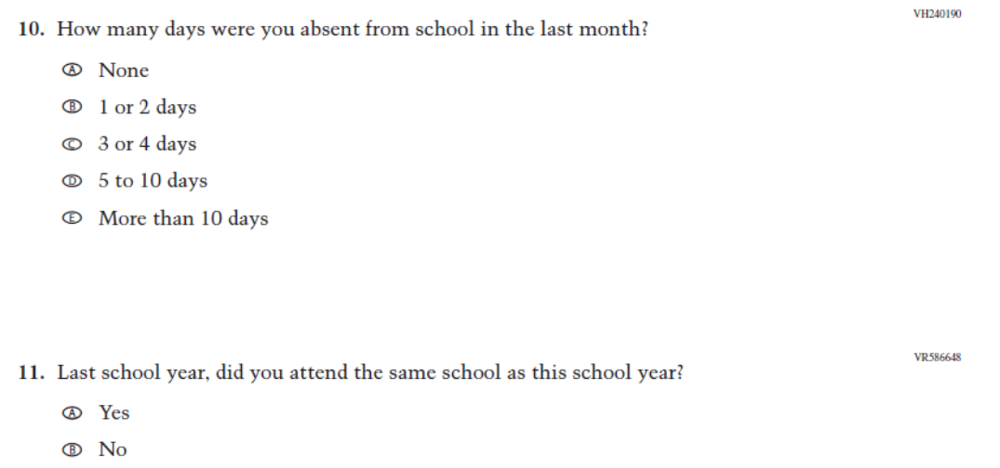 VH240190
10. How many days were you absent from school in the last month?
Ⓐ None
Ⓑ 1 or 2 days
Ⓒ 3 or 4 days
Ⓓ 5 to 10 days
Ⓔ More than 10 days
VR586648
11. Last school year, did you attend the same school as this school year?
Ⓐ Yes
Ⓑ No